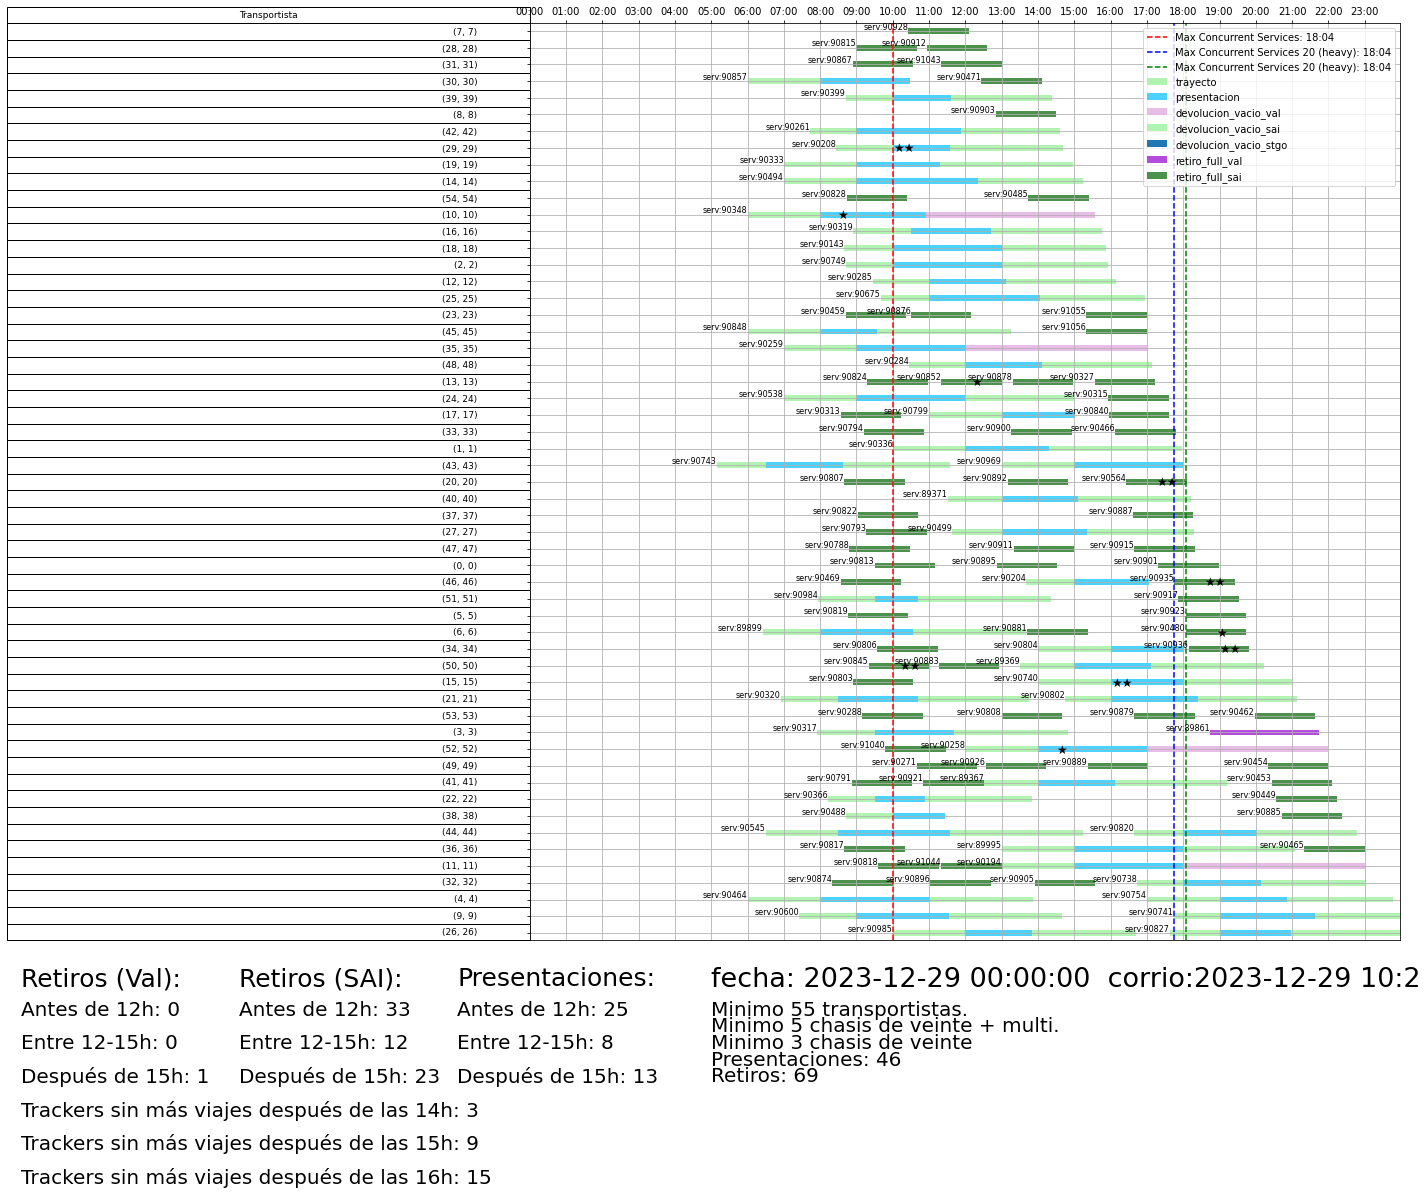 Transportista
00:00 01:00 02:00 03:00 04:00 05:00 06:00 07:00 08:00 09:00 10:00 11:00 12:00 13:00 14:00 15:00 16:00 17:00 18:00 19:00 20:00 21:00 22:00 23:00
Max Concurrent Services: 18:04
Max Concurrent Services 20 (heavy): 18:04
Max Concurrent Services 20 (heavy): 18:04
trayecto
presentacion
devolucion_vacio_val
devolucion_vacio_sai
devolucion_vacio_stgo
retiro_full_val
retiro_full_sai
(7, 7) serv:90928
(28, 28) serv:90815 serv:90912
(31, 31) serv:90867 serv:91043
(30, 30) serv:90857 serv:90471
(39, 39) serv:90399
(8, 8) serv:90903
(42, 42) serv:90261
(29, 29) serv:90208
(19, 19) serv:90333
(14, 14) serv:90494
(54, 54) serv:90828 serv:90485
(10, 10) serv:90348
(16, 16) serv:90319
(18, 18) serv:90143
(2, 2) serv:90749
(12, 12) serv:90285
(25, 25) serv:90675
(23, 23) serv:90459 serv:90876 serv:91055
(45, 45) serv:90848 serv:91056
(35, 35) serv:90259
(48, 48) serv:90284
(13, 13) serv:90824 serv:90852 serv:90878 serv:90327
(24, 24) serv:90538 serv:90315
(17, 17) serv:90313 serv:90799 serv:90840
(33, 33) serv:90794 serv:90900 serv:90466
(1, 1) serv:90336
(43, 43) serv:90743 serv:90969
(20, 20) serv:90807 serv:90892 serv:90564
(40, 40) serv:89371
(37, 37) serv:90822 serv:90887
(27, 27) serv:90793 serv:90499
(47, 47) serv:90788 serv:90911 serv:90915
(0, 0) serv:90813 serv:90895 serv:90901
(46, 46) serv:90469 serv:90204 serv:90935
(51, 51) serv:90984 serv:90917
(5, 5) serv:90819 serv:90923
(6, 6) serv:89899 serv:90881 serv:90480
(34, 34) serv:90806 serv:90804 serv:90936
(50, 50) serv:90845 serv:90883 serv:89369
(15, 15) serv:90803 serv:90740
(21, 21) serv:90320 serv:90802
(53, 53) serv:90288 serv:90808 serv:90879 serv:90462
(3, 3) serv:90317 serv:89861
(52, 52) serv:91040 serv:90258
(49, 49) serv:90271 serv:90926 serv:90889 serv:90454
(41, 41) serv:90791 serv:90921 serv:89367 serv:90453
(22, 22) serv:90366 serv:90449
(38, 38) serv:90488 serv:90885
(44, 44) serv:90545 serv:90820
(36, 36) serv:90817 serv:89995 serv:90465
(11, 11) serv:90818 serv:91044 serv:90194
(32, 32) serv:90874 serv:90896 serv:90905 serv:90738
(4, 4) serv:90464 serv:90754
(9, 9) serv:90600 serv:90741
(26, 26) serv:90985 serv:90827
Retiros (Val):
Antes de 12h: 0
Entre 12-15h: 0
Después de 15h: 1
Retiros (SAI):
Antes de 12h: 33
Entre 12-15h: 12
Después de 15h: 23
Presentaciones:
Antes de 12h: 25
Entre 12-15h: 8
Después de 15h: 13
Trackers sin más viajes después de las 14h: 3
Trackers sin más viajes después de las 15h: 9
Trackers sin más viajes después de las 16h: 15
fecha: 2023-12-29 00:00:00 corrio:2023-12-29 10:2
Minimo 55 transportistas.
Minimo 5 chasis de veinte + multi.
Minimo 3 chasis de veinte
Presentaciones: 46
Retiros: 69